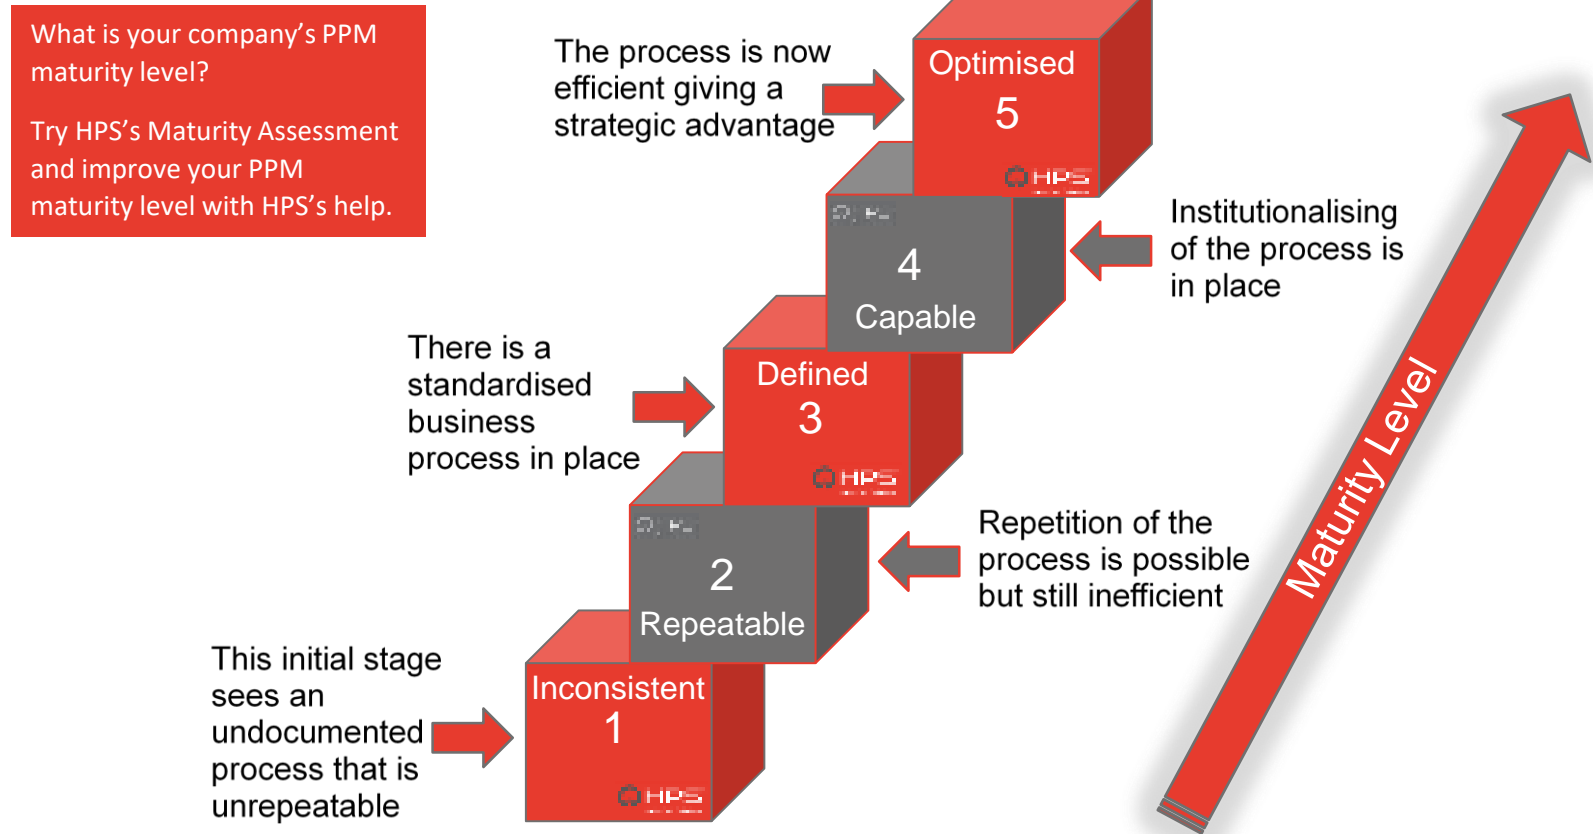 What is your company’s PPM
maturity level?
Try HPS’s Maturity Assessment
and improve your PPM
maturity level with HPS’s help.
The process is now
efficient giving a
strategic advantage
Optimised
5
HPS
Institutionalising
of the process is
in place
4
Capable
There is a
standardised
business
process in place
Defined
3
HPS
Repetition of the
process is possible
but still inefficient
2
Repeatable
This initial stage
sees an
undocumented
process that is
unrepeatable
Inconsistent
1
HPS
Maturity Level